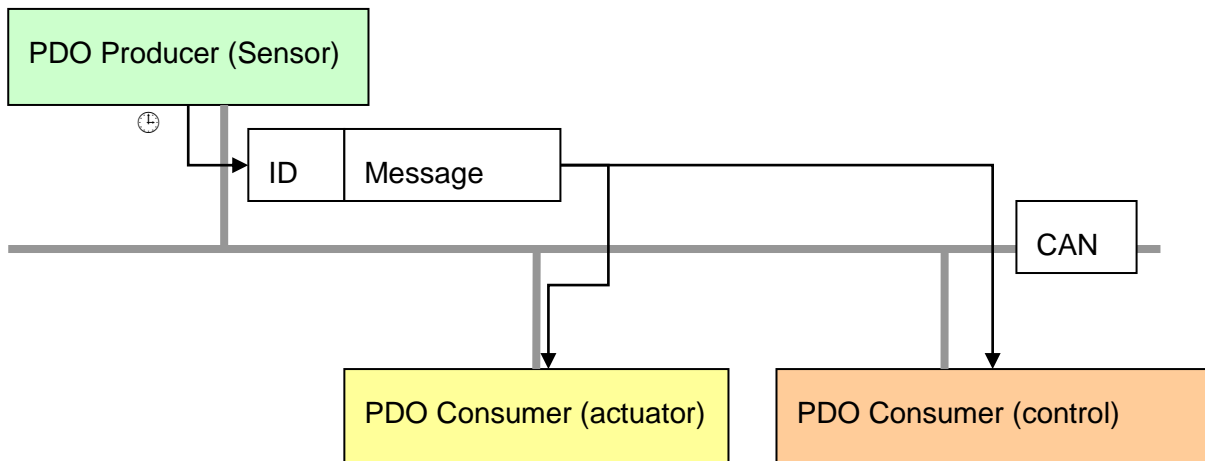 PDO Producer (Sensor)
ID
Message
CAN
PDO Consumer (actuator)
PDO Consumer (control)